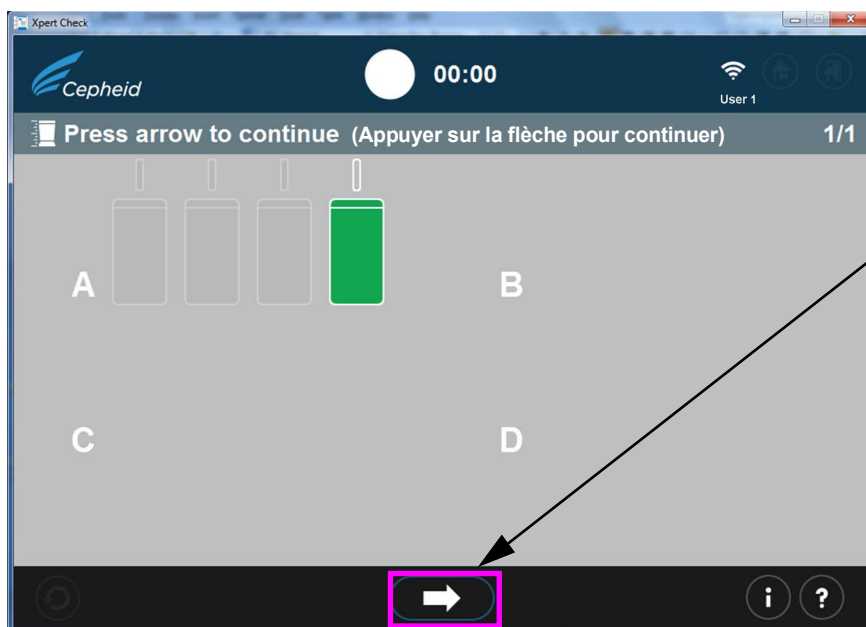 Xpert Check
Cepheid
00:00
User 1
Press arrow to continue (Appuyer sur la flèche pour continuer) 1/1
A
B
C
D
i ?